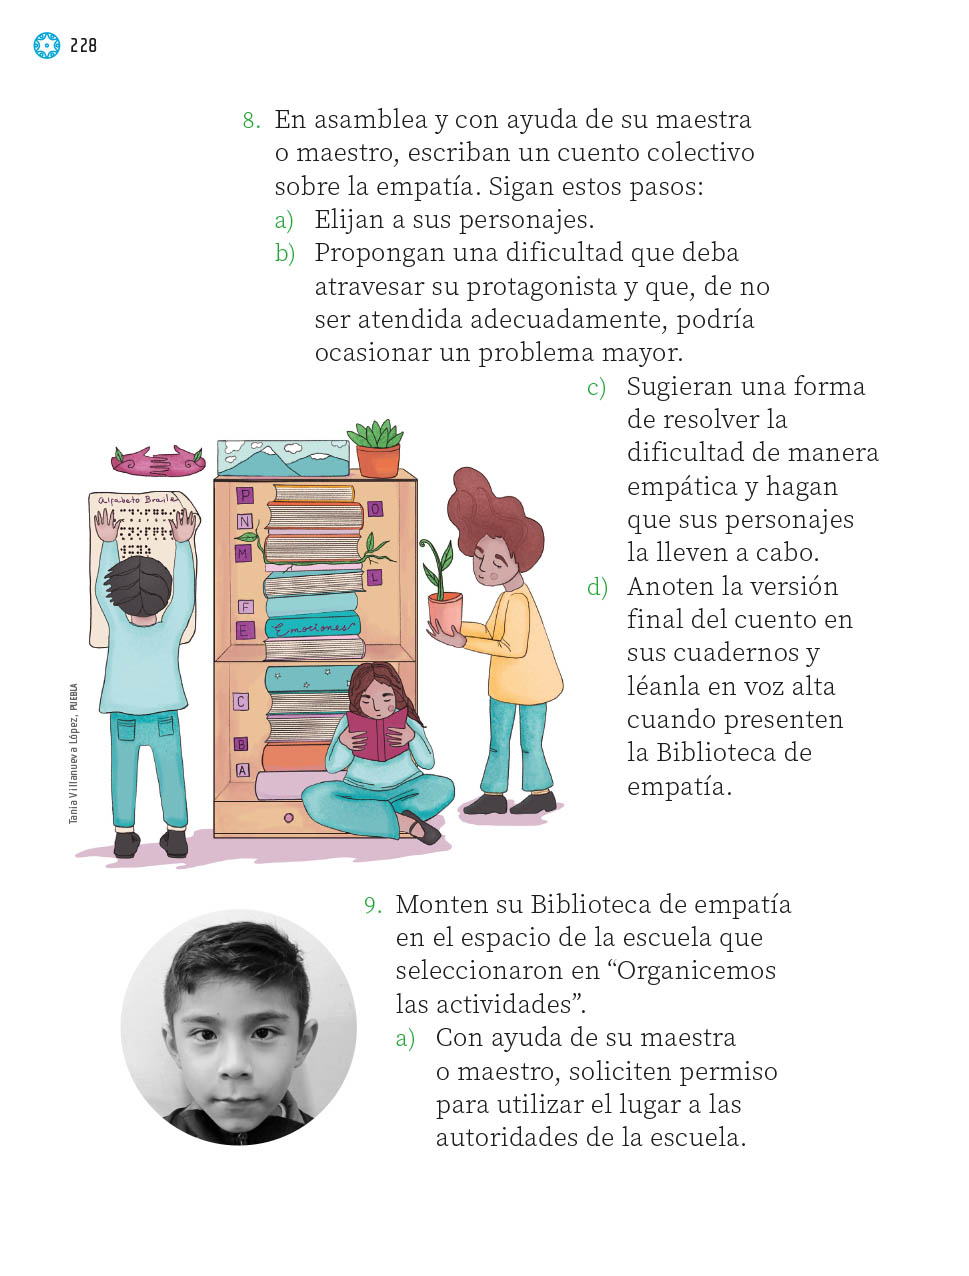 228
8. En asamblea y con ayuda de su maestra
o maestro, escriban un cuento colectivo
sobre la empatía. Sigan estos pasos:
a) Elijan a sus personajes.
b) Propongan una dificultad que deba
atravesar su protagonista y que, de no
ser atendida adecuadamente, podría
ocasionar un problema mayor.
c) Sugieran una forma
de resolver la
dificultad de manera
empática y hagan
que sus personajes
la lleven a cabo.
d) Anoten la versión
final del cuento en
sus cuadernos y
léanla en voz alta
cuando presenten
la Biblioteca de
empatía.
Alfabeto Braile
P
O
N
M
L
F
E
Emociones
C
B
A
Tania Villanueva López, PUEBLA
9. Monten su Biblioteca de empatía
en el espacio de la escuela que
seleccionaron en “Organicemos
las actividades”.
a) Con ayuda de su maestra
o maestro, soliciten permiso
para utilizar el lugar a las
autoridades de la escuela.